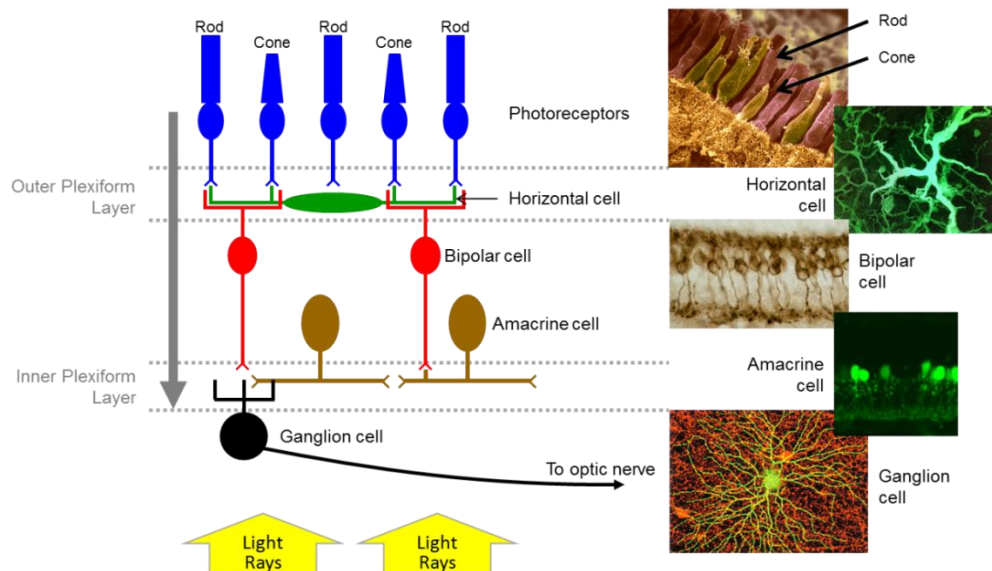 Rod
Cone
Rod
Cone
Rod
Photoreceptors
Outer Plexiform
Layer
Horizontal cell
Bipolar cell
Amacrine cell
Inner Plexiform
Layer
Ganglion cell
To optic nerve
Light
Rays
Light
Rays
Rod
Cone
Horizontal
cell
Bipolar
cell
Amacrine
cell
Ganglion
cell